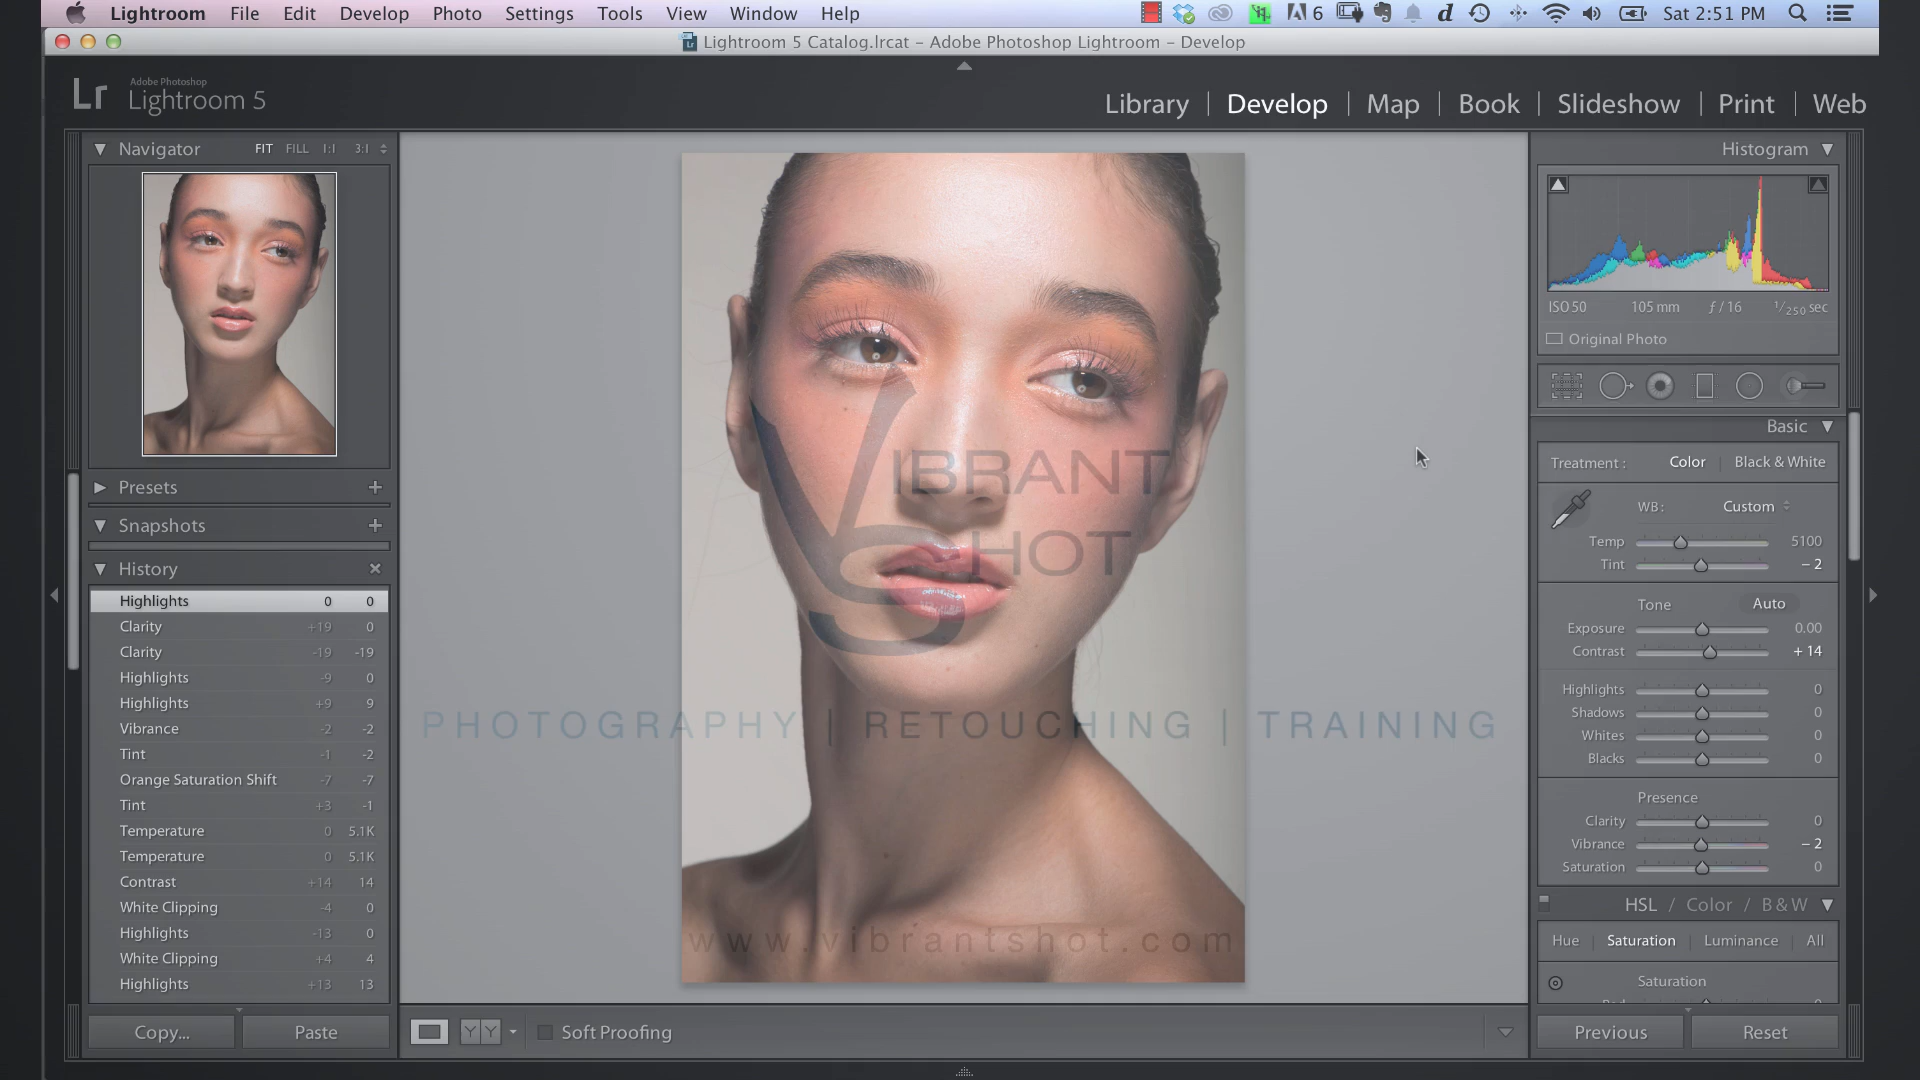 Lightroom File Edit Develop Photo Settings Tools View Window Help 6 Sat 2:51 PM
Lightroom 5 Catalog.lrcat – Adobe Photoshop Lightroom – Develop
Lr Adobe Photoshop
Lightroom 5
Library | Develop | Map | Book | Slideshow | Print | Web
Navigator FIT FILL 1:1 3:1
Presets +
Snapshots +
History ×
Highlights 0 0
Clarity +19 0
Clarity -19 -19
Highlights -9 0
Highlights +9 9
Vibrance -2 -2
Tint -1 -2
Orange Saturation Shift -7 -7
Tint +3 -1
Temperature 0 5.1K
Temperature 0 5.1K
Contrast +14 14
White Clipping -4 0
Highlights -13 0
White Clipping +4 4
Highlights +13 13
Copy... Paste
VIBRANT
SHOT
PHOTOGRAPHY | RETOUCHING | TRAINING
www.vibrantshot.com
YY Soft Proofing
Histogram
ISO 50 105 mm ƒ / 16 1/250 sec
Original Photo
Basic
Treatment : Color | Black & White
WB : Custom
Temp 5100
Tint – 2
Tone Auto
Exposure 0.00
Contrast + 14
Highlights 0
Shadows 0
Whites 0
Blacks 0
Presence
Clarity 0
Vibrance – 2
Saturation 0
HSL / Color / B & W
Hue | Saturation | Luminance | All
Saturation
Previous Reset